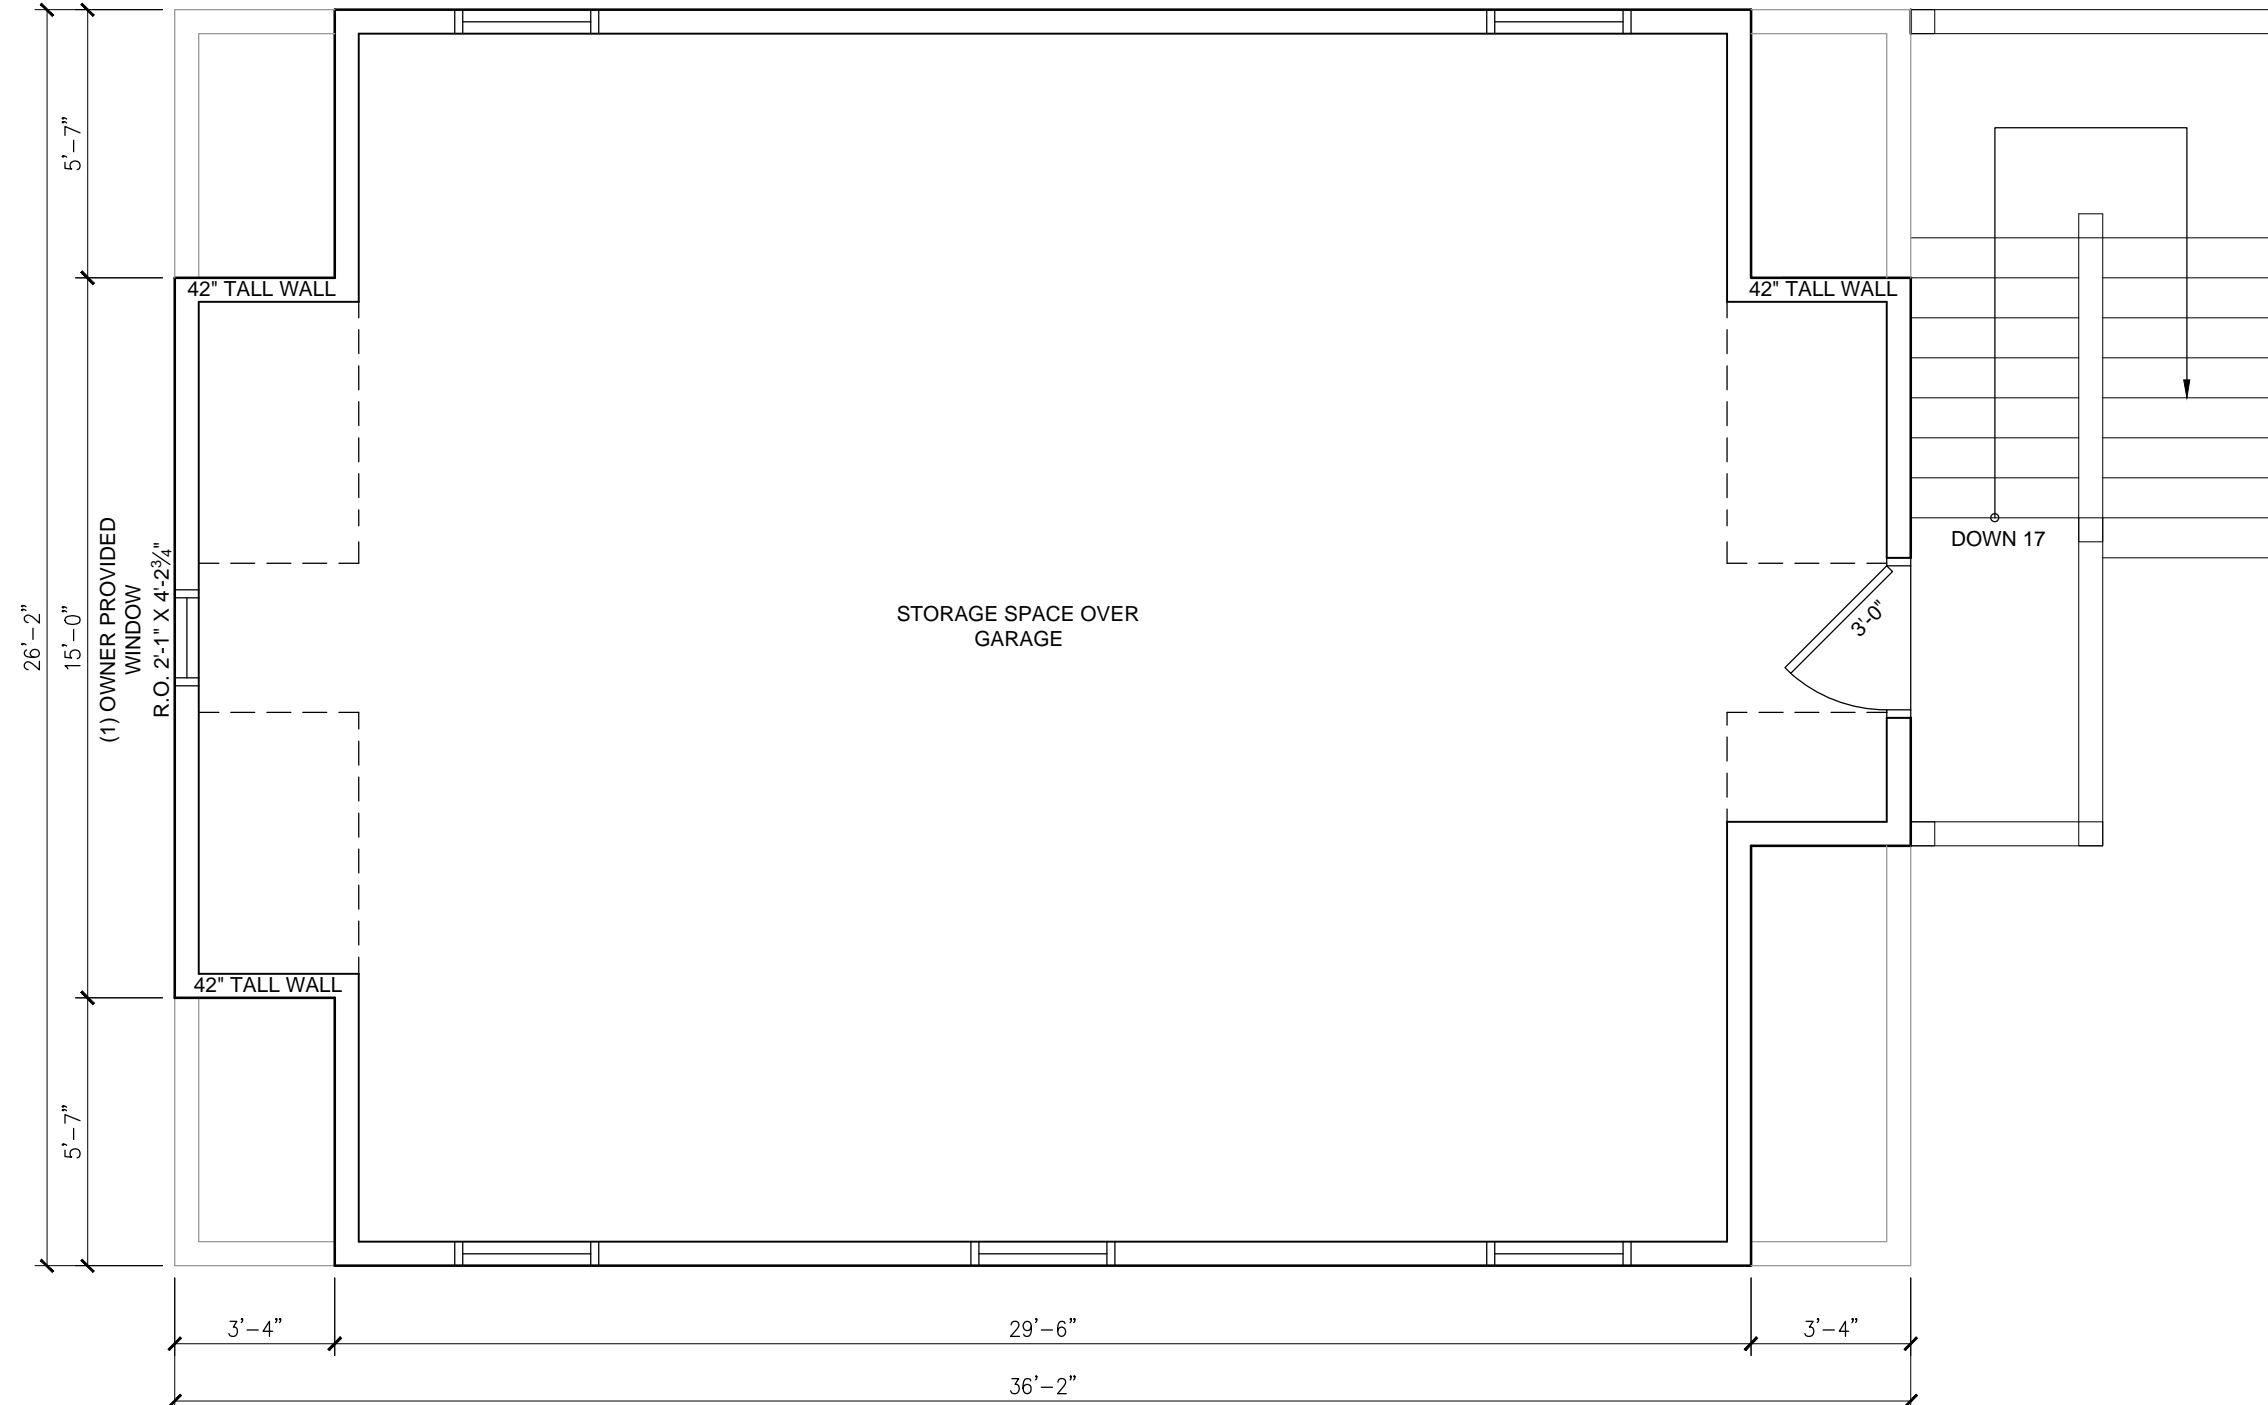 5'-7"
42" TALL WALL
42" TALL WALL
26'-2"
15'-0"
(1) OWNER PROVIDED
WINDOW
R.O. 2'-1" X 4'-2¾"
STORAGE SPACE OVER
GARAGE
3'-0"
DOWN 17
42" TALL WALL
5'-7"
3'-4"
29'-6"
3'-4"
36'-2"